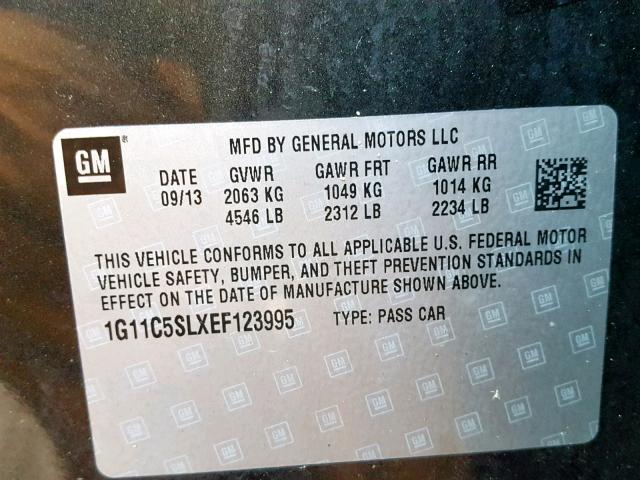 GM
MFD BY GENERAL MOTORS LLC
DATE GVWR GAWR FRT GAWR RR
09/13 2063 KG 1049 KG 1014 KG
4546 LB 2312 LB 2234 LB
THIS VEHICLE CONFORMS TO ALL APPLICABLE U.S. FEDERAL MOTOR
VEHICLE SAFETY, BUMPER, AND THEFT PREVENTION STANDARDS IN
EFFECT ON THE DATE OF MANUFACTURE SHOWN ABOVE.
1G11C5SLXEF123995 TYPE: PASS CAR